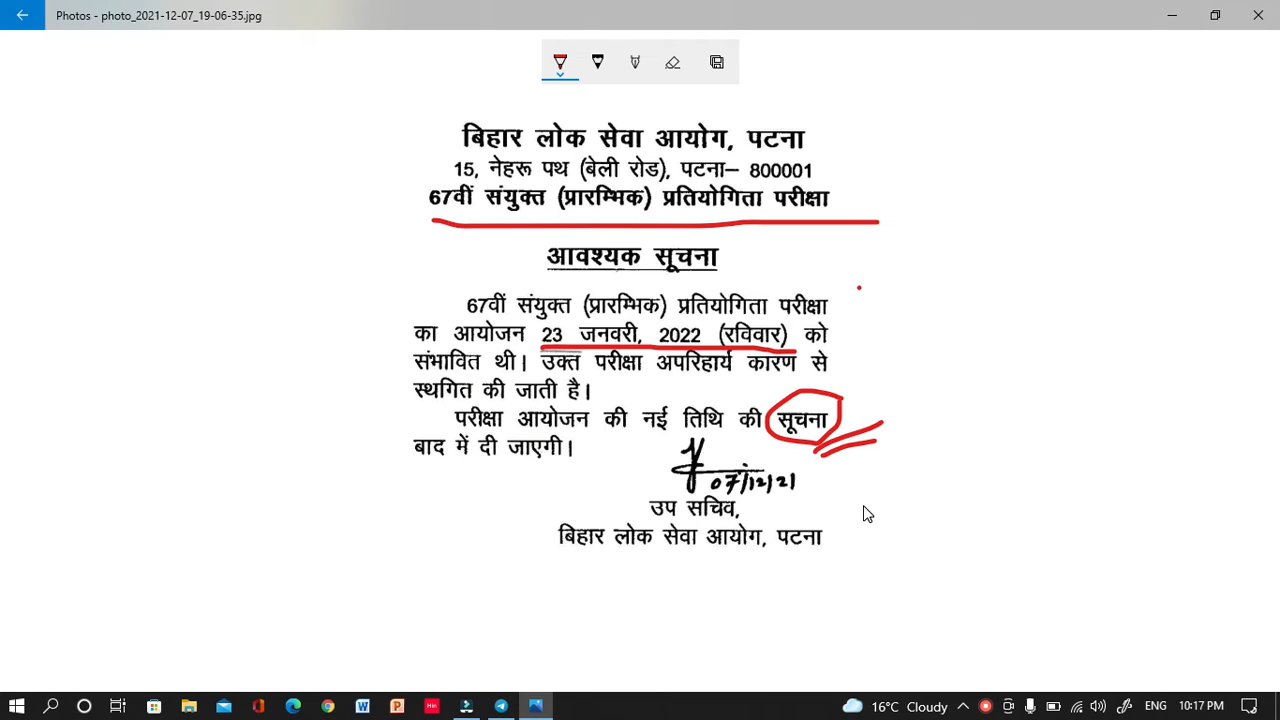 Photos - photo_2021-12-07_19-06-35.jpg
बिहार लोक सेवा आयोग, पटना
15, नेहरू पथ (बेली रोड), पटना– 800001
67वीं संयुक्त (प्रारम्भिक) प्रतियोगिता परीक्षा
आवश्यक सूचना
67वीं संयुक्त (प्रारम्भिक) प्रतियोगिता परीक्षा
का आयोजन 23 जनवरी, 2022 (रविवार) को
संभावित थी। उक्त परीक्षा अपरिहार्य कारण से
स्थगित की जाती है।
परीक्षा आयोजन की नई तिथि की सूचना
बाद में दी जाएगी।
07/12/21
उप सचिव,
बिहार लोक सेवा आयोग, पटना
16°C Cloudy
ENG
10:17 PM